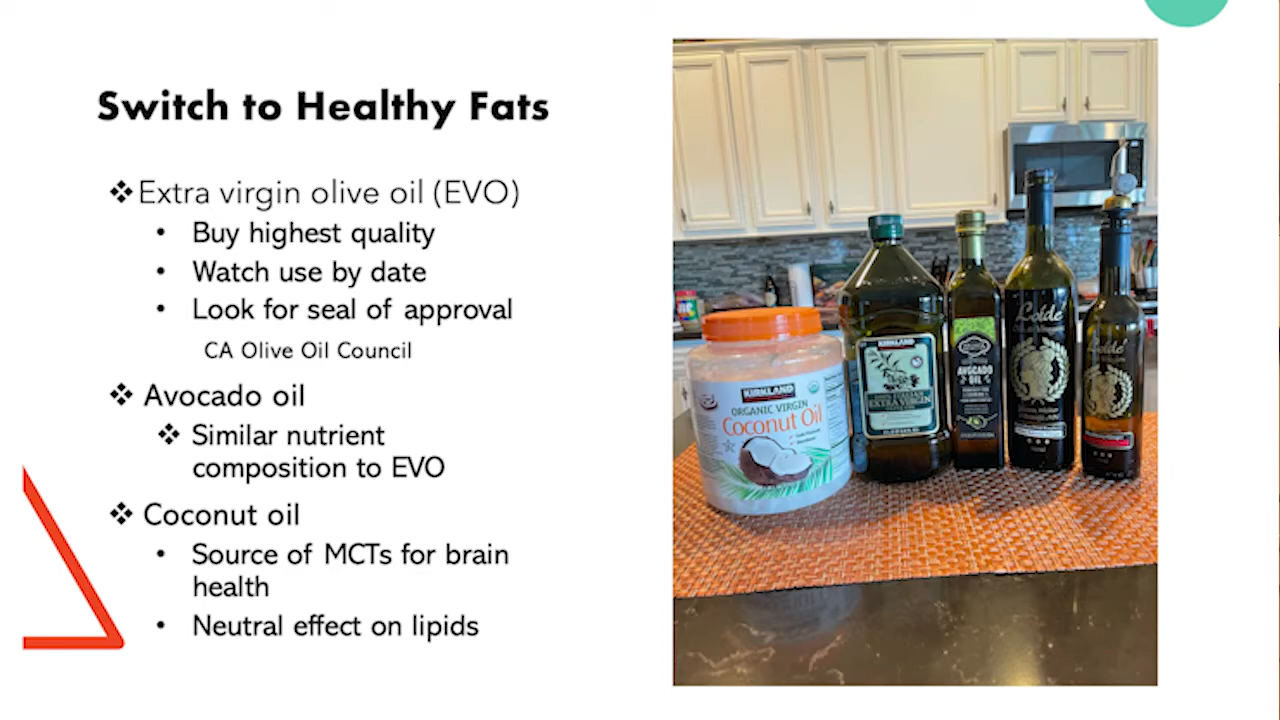 Switch to Healthy Fats
❖Extra virgin olive oil (EVO)
• Buy highest quality
• Watch use by date
• Look for seal of approval
CA Olive Oil Council
❖ Avocado oil
❖ Similar nutrient
composition to EVO
❖ Coconut oil
• Source of MCTs for brain
health
• Neutral effect on lipids
KIRKLAND
ORGANIC VIRGIN
Coconut Oil
KIRKLAND
EXTRA VIRGIN
AVOCADO
OIL